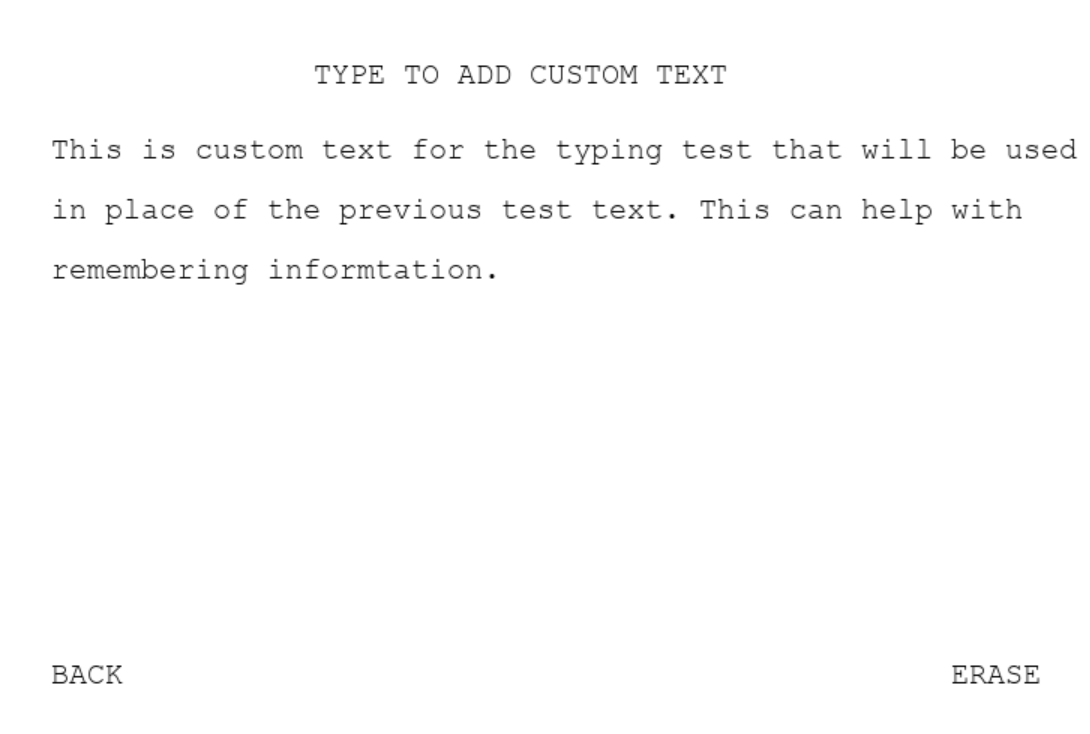 TYPE TO ADD CUSTOM TEXT
This is custom text for the typing test that will be used
in place of the previous test text. This can help with
remembering informtation.
BACK ERASE